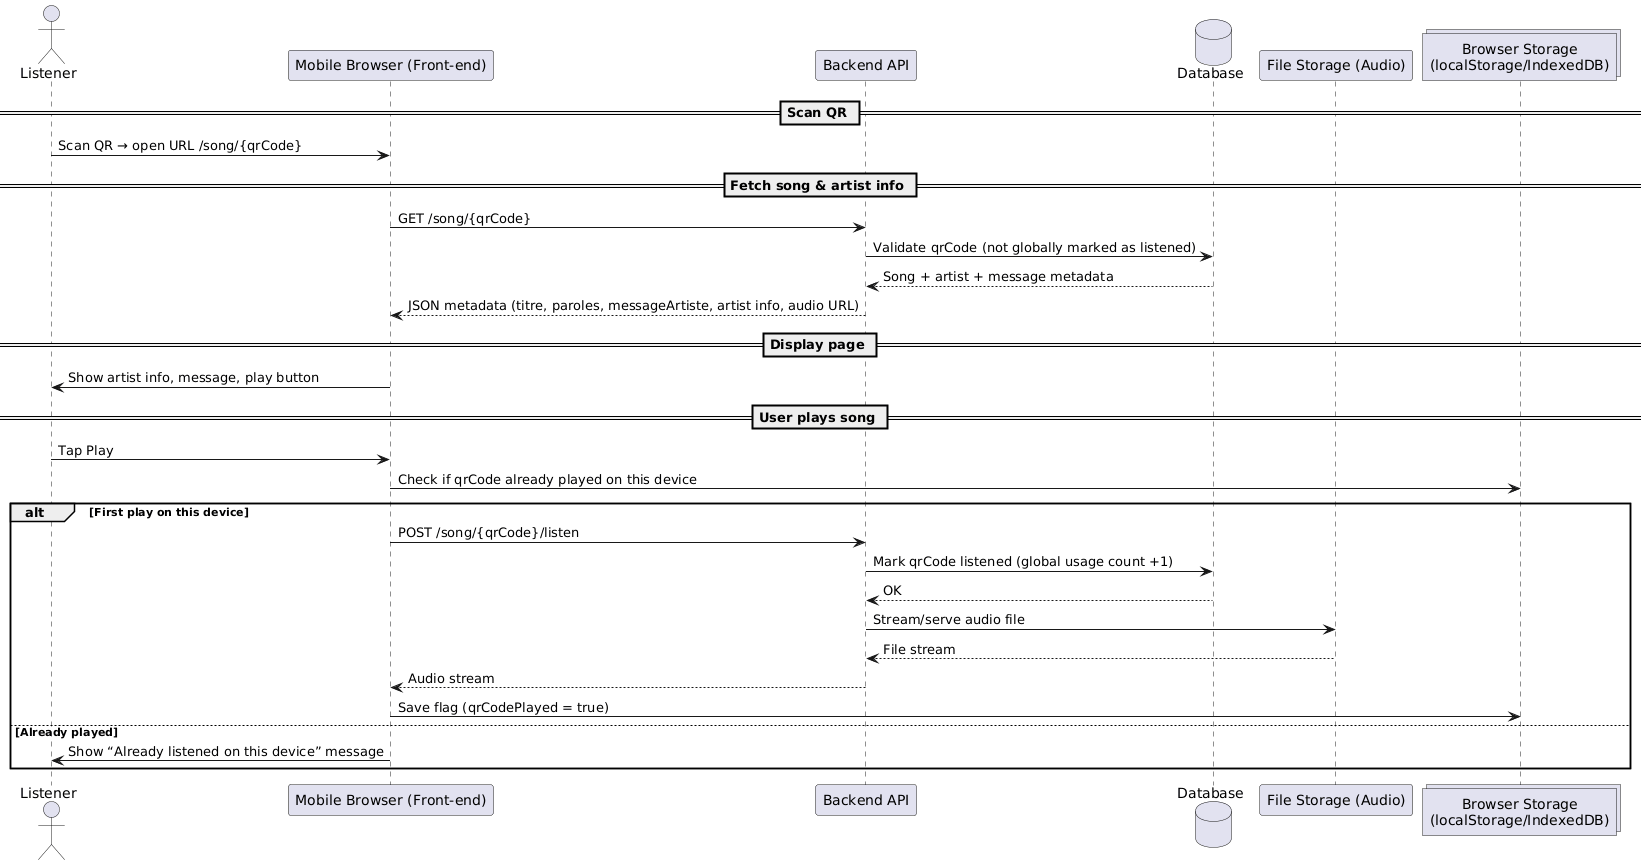 Listener
Mobile Browser (Front-end)
Backend API
Database
File Storage (Audio)
Browser Storage
(localStorage/IndexedDB)
Scan QR
Scan QR → open URL /song/{qrCode}
Fetch song & artist info
GET /song/{qrCode}
Validate qrCode (not globally marked as listened)
Song + artist + message metadata
JSON metadata (titre, paroles, messageArtiste, artist info, audio URL)
Display page
Show artist info, message, play button
User plays song
Tap Play
Check if qrCode already played on this device
alt
[First play on this device]
POST /song/{qrCode}/listen
Mark qrCode listened (global usage count +1)
OK
Stream/serve audio file
File stream
Audio stream
Save flag (qrCodePlayed = true)
[Already played]
Show “Already listened on this device” message
Listener
Mobile Browser (Front-end)
Backend API
Database
File Storage (Audio)
Browser Storage
(localStorage/IndexedDB)